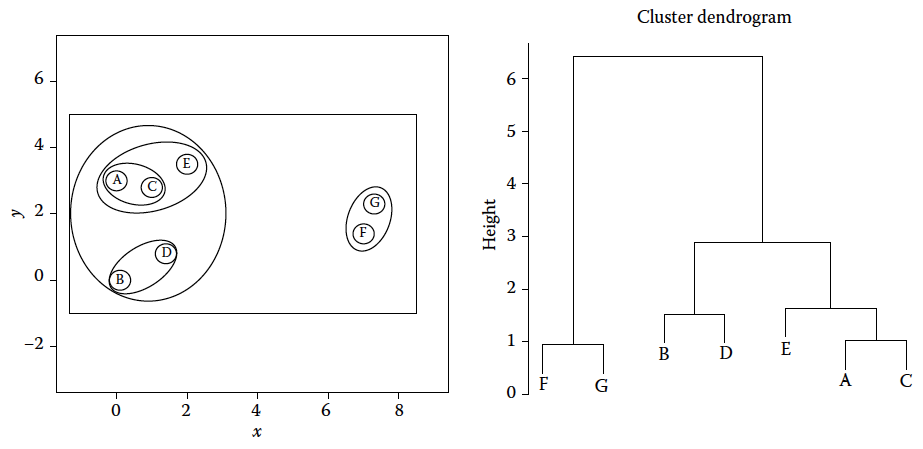 6
4
2
0
−2
y
0 2 4 6 8
x
A
C
E
B
D
G
F
Cluster dendrogram
Height
6
5
4
3
2
1
0
F G B D E A C